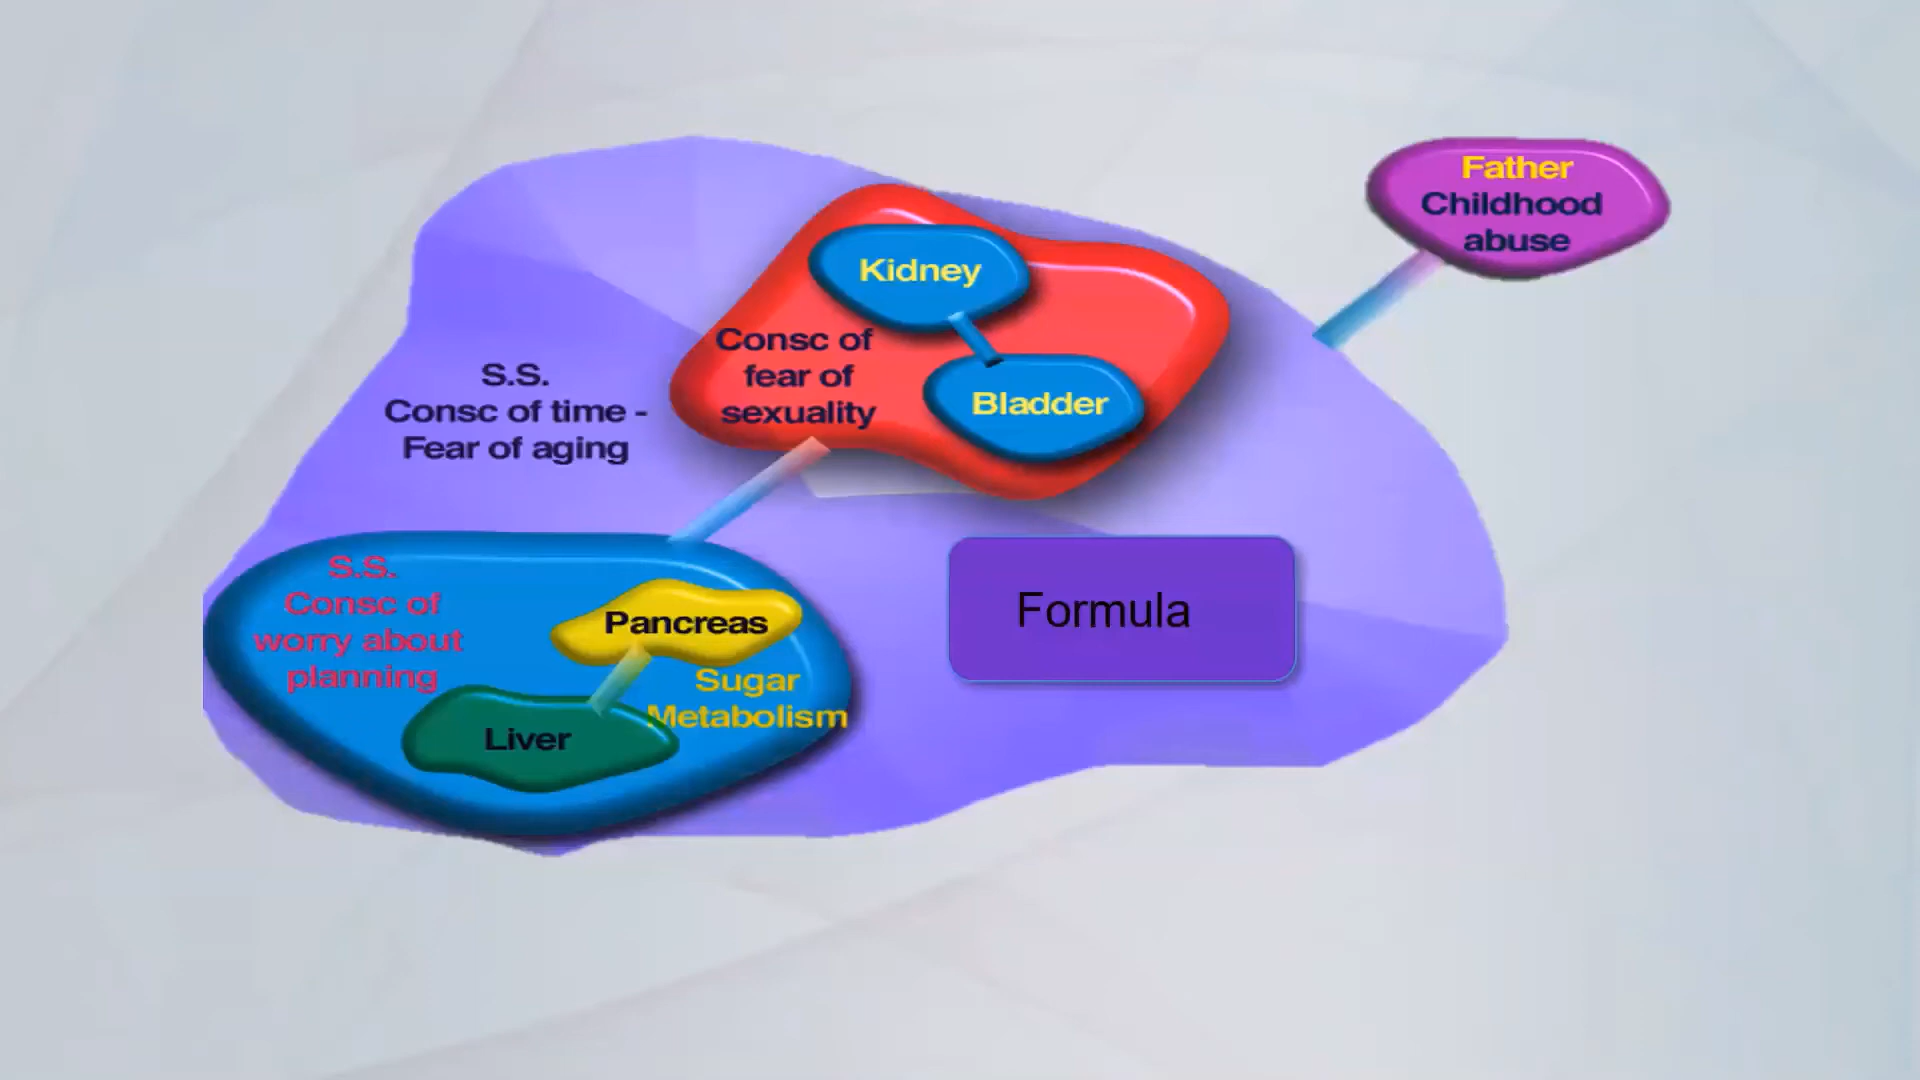 Father
Childhood
abuse
Kidney
Consc of
fear of
sexuality
Bladder
S.S.
Consc of time -
Fear of aging
S.S.
Consc of
worry about
planning
Pancreas
Sugar
Metabolism
Liver
Formula